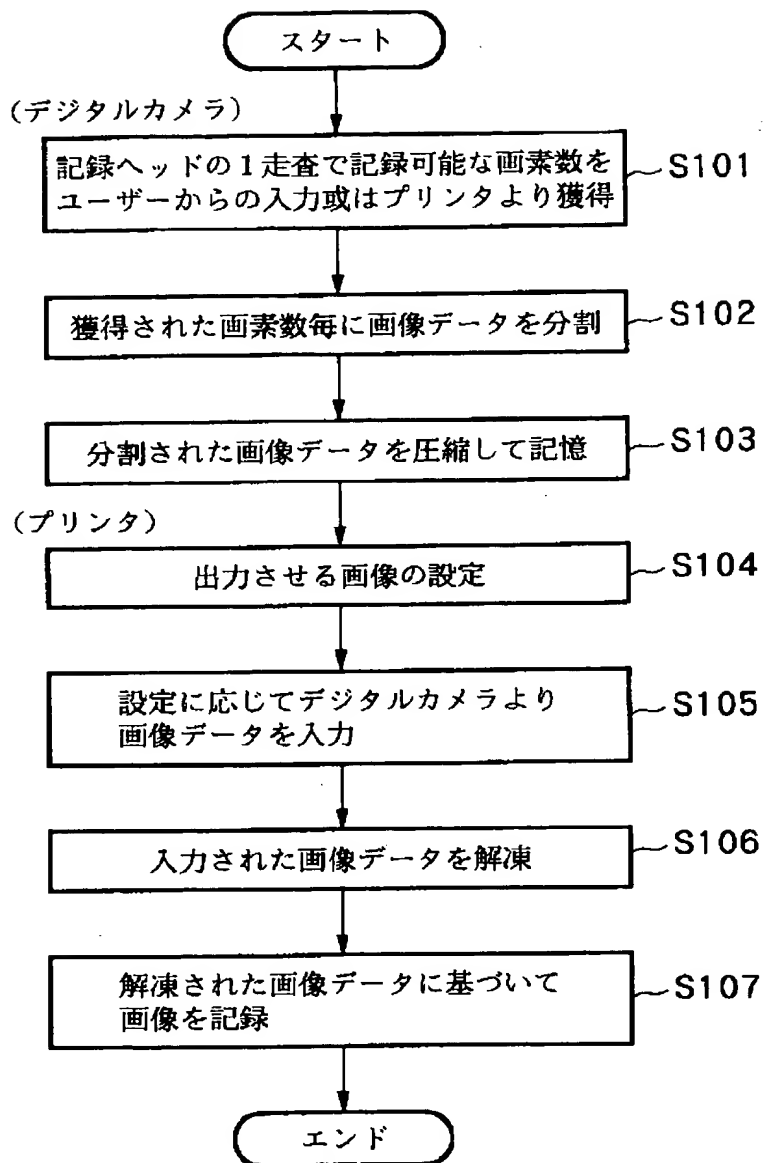 スタート
(デジタルカメラ)
記録ヘッドの1走査で記録可能な画素数を
ユーザーからの入力或はプリンタより獲得
S101
獲得された画素数毎に画像データを分割
S102
分割された画像データを圧縮して記憶
S103
(プリンタ)
出力させる画像の設定
S104
設定に応じてデジタルカメラより
画像データを入力
S105
入力された画像データを解凍
S106
解凍された画像データに基づいて
画像を記録
S107
エンド